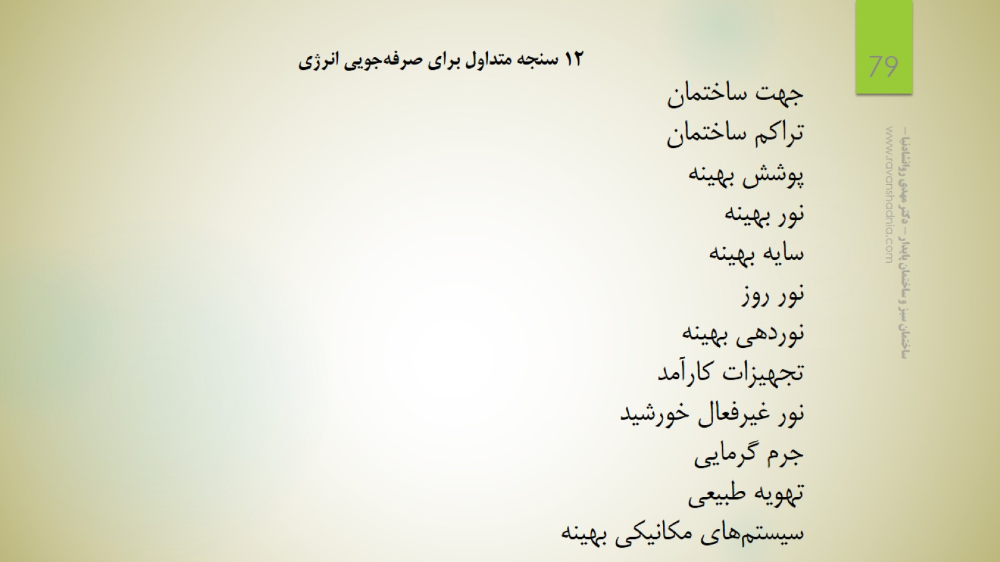 ۱۲ سنجه متداول برای صرفه‌جویی انرژی
جهت ساختمان
تراکم ساختمان
پوشش بهینه
نور بهینه
سایه بهینه
نور روز
نوردهی بهینه
تجهیزات کارآمد
نور غیرفعال خورشید
جرم گرمایی
تهویه طبیعی
سیستم‌های مکانیکی بهینه
79
ساختمان سبز و ساختمان پایدار – دکتر مهدی روانشادنیا –
www.ravanshadnia.com